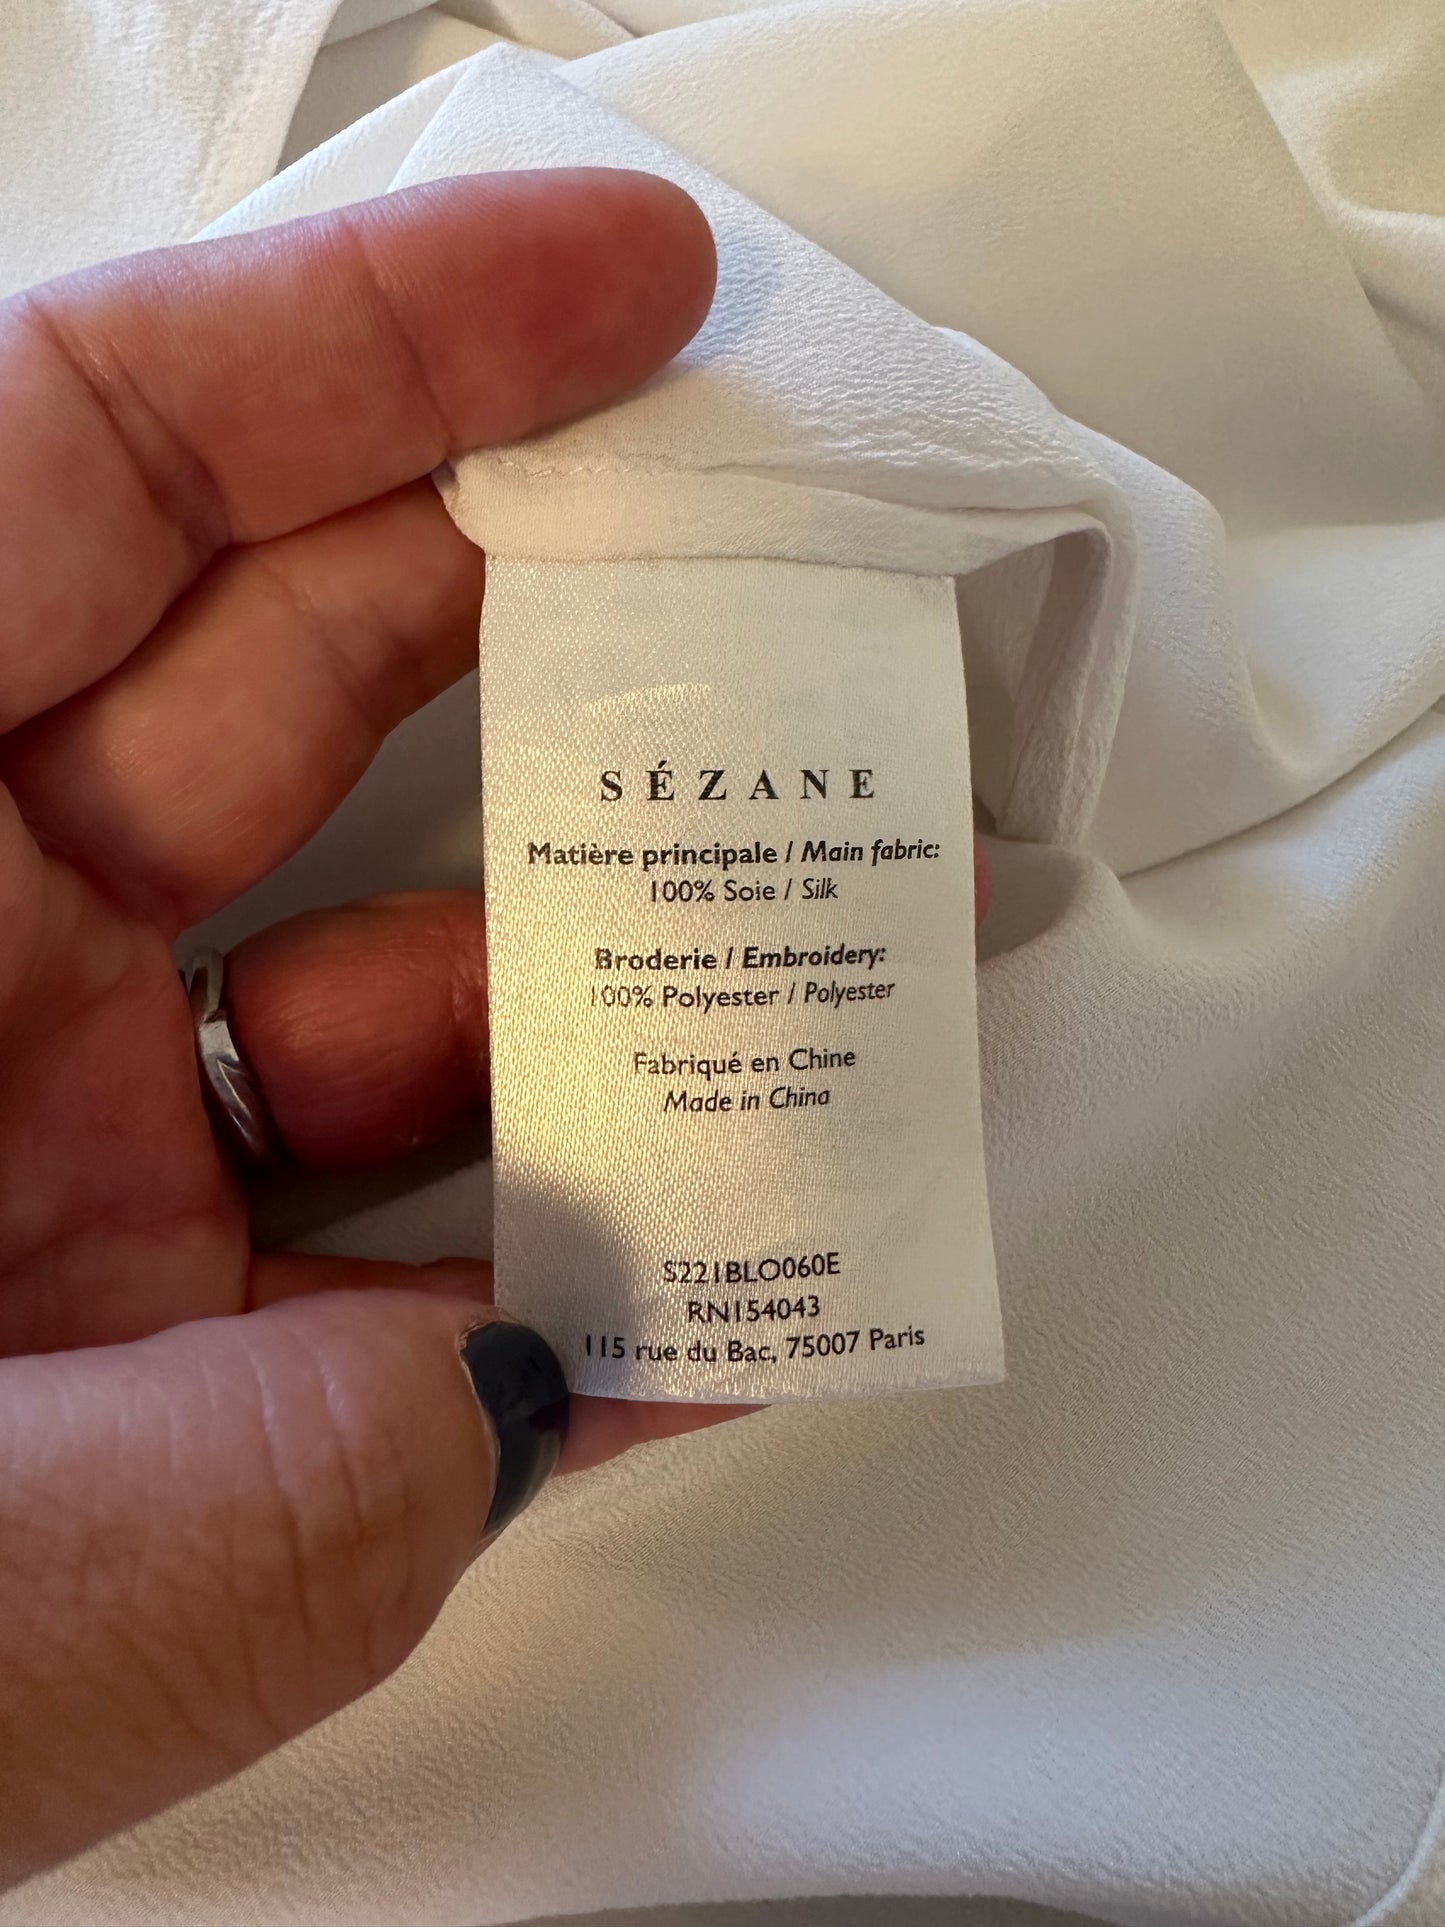 SÉZANE
Matière principale / Main fabric:
100% Soie / Silk
Broderie / Embroidery:
100% Polyester / Polyester
Fabriqué en Chine
Made in China
S221BLO060E
RN154043
115 rue du Bac, 75007 Paris